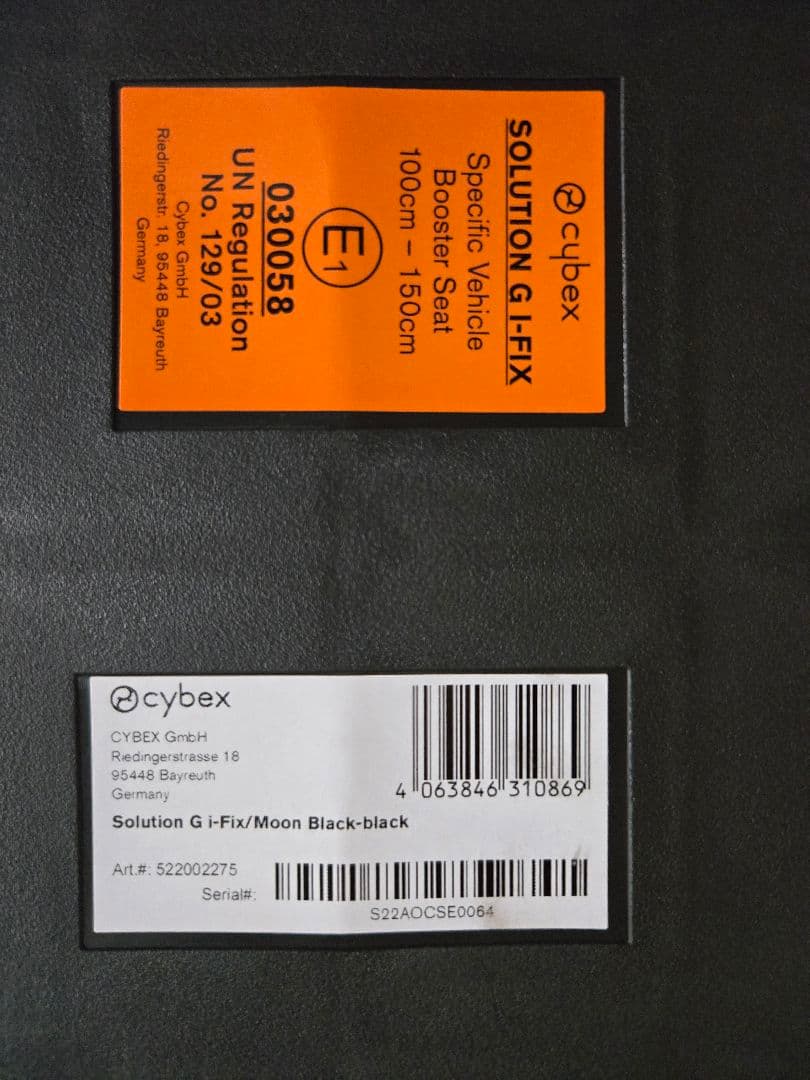 cybex
SOLUTION G I-FIX
Specific Vehicle
Booster Seat
100cm – 150cm
E1
030058
UN Regulation
No. 129/03
Cybex GmbH
Riedingerstr. 18, 95448 Bayreuth
Germany
cybex
CYBEX GmbH
Riedingerstrasse 18
95448 Bayreuth
Germany
4 063846 310869
Solution G i-Fix/Moon Black-black
Art.#: 522002275
Serial#:
S22AOCSE0064